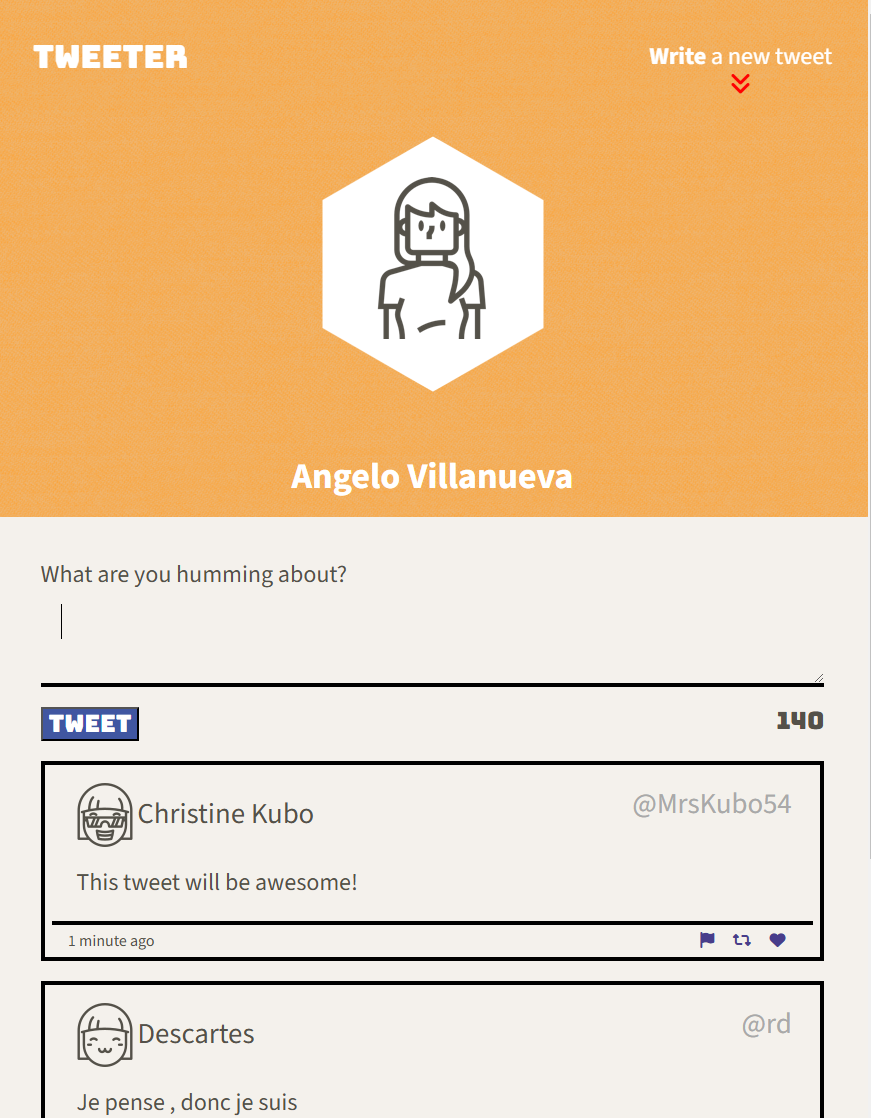 TWEETER
Write a new tweet
Angelo Villanueva
What are you humming about?
TWEET
140
Christine Kubo
@MrsKubo54
This tweet will be awesome!
1 minute ago
Descartes
@rd
Je pense , donc je suis